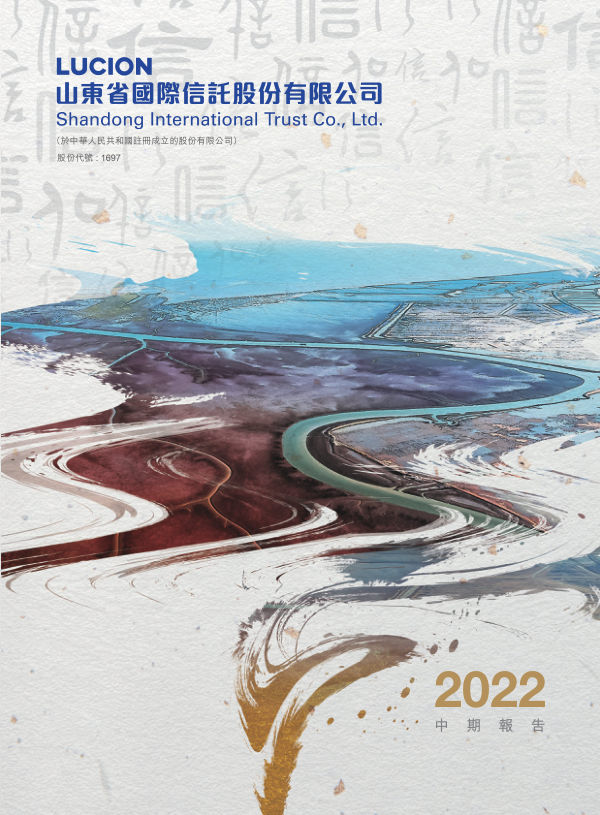 LUCION
山東省國際信託股份有限公司
Shandong International Trust Co., Ltd.
（於中華人民共和國註冊成立的股份有限公司）
股份代號 : 1697
2022
中期報告